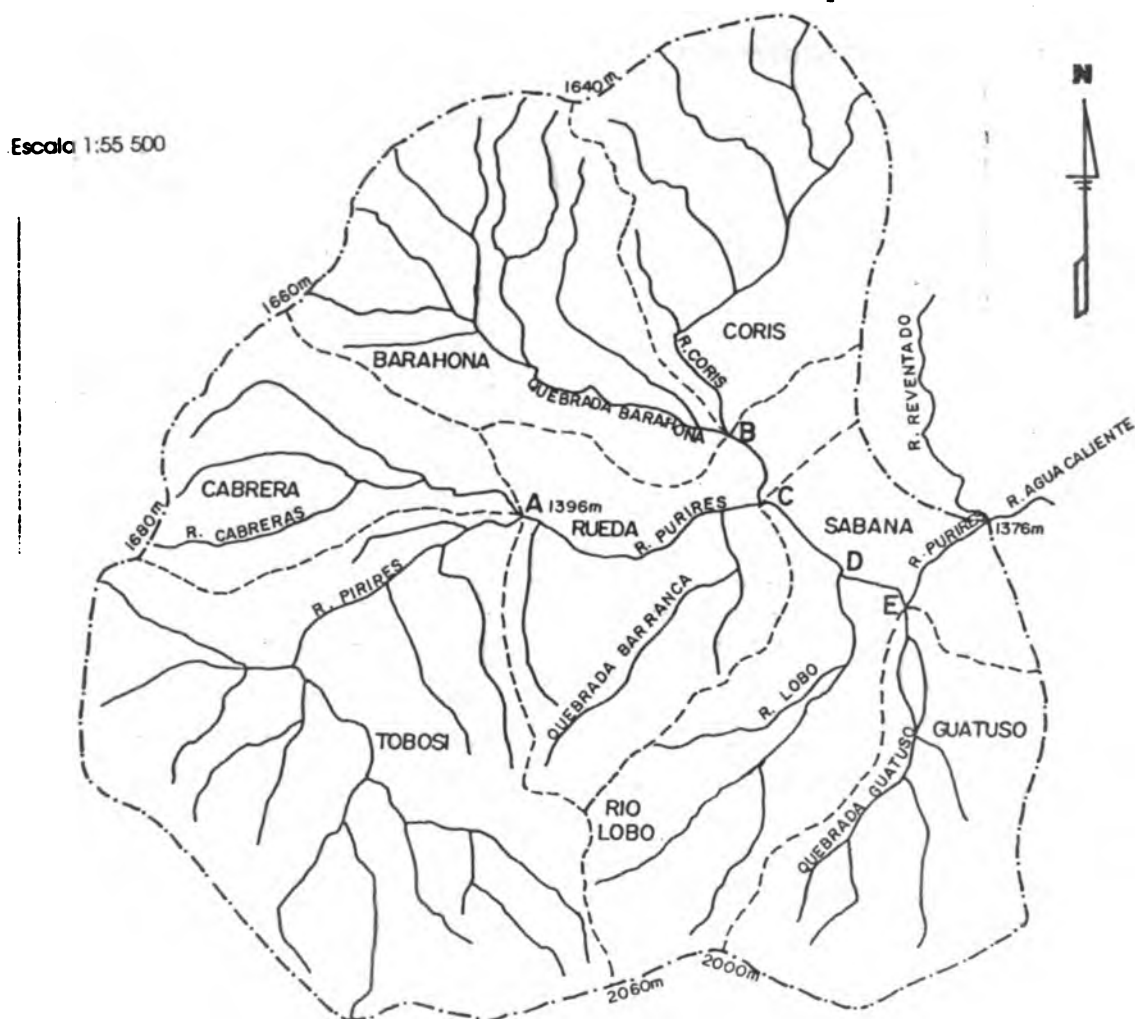 1640m
N
Escala 1:55 500
1660m
BARAHONA
CORIS
R. CORIS
QUEBRADA BARAHONA
B
R. REVENTADO
R. AGUA CALIENTE
CABRERA
R. CABRERAS
1680m
A 1396m
RUEDA
R. PURIRES
C
SABANA
R. PURIRES
1376m
D
E
R. PIRIRES
QUEBRADA BARRANCA
R. LOBO
TOBOSI
GUATUSO
QUEBRADA GUATUSO
RIO
LOBO
2000m
2060m